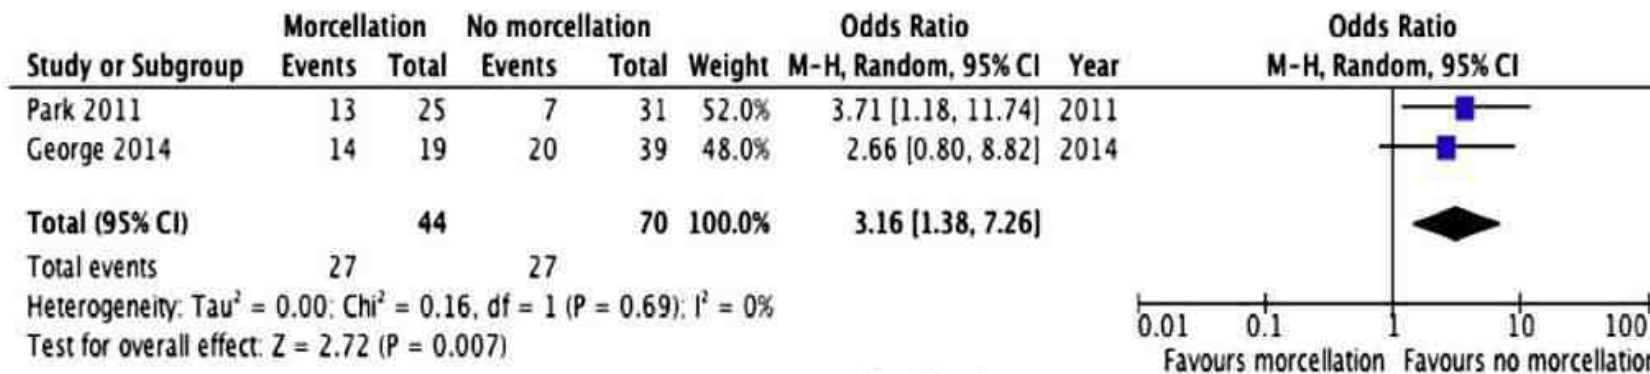 Morcellation No morcellation Odds Ratio Odds Ratio
Study or Subgroup Events Total Events Total Weight M-H, Random, 95% CI Year M-H, Random, 95% CI
Park 2011 13 25 7 31 52.0% 3.71 [1.18, 11.74] 2011
George 2014 14 19 20 39 48.0% 2.66 [0.80, 8.82] 2014
Total (95% CI) 44 70 100.0% 3.16 [1.38, 7.26]
Total events 27 27
Heterogeneity: Tau² = 0.00; Chi² = 0.16, df = 1 (P = 0.69); I² = 0%
Test for overall effect: Z = 2.72 (P = 0.007)
0.01 0.1 1 10 100
Favours morcellation Favours no morcellation